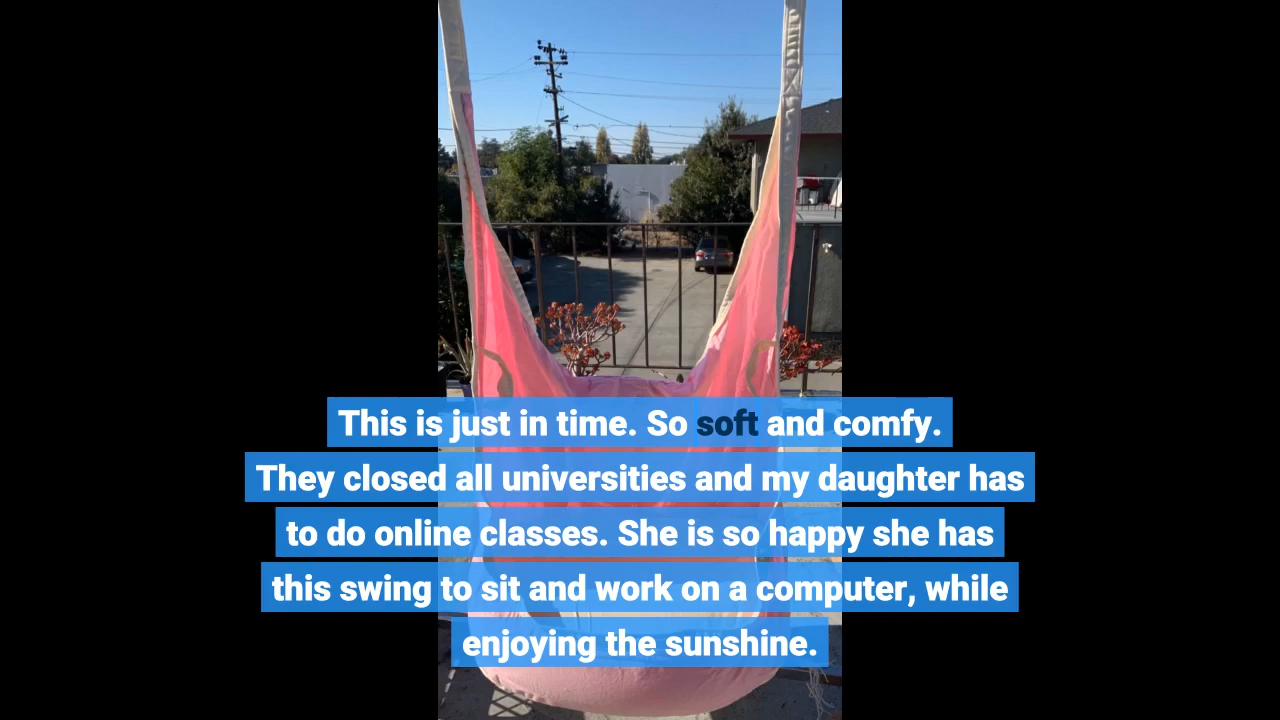 This is just in time. So soft and comfy.
They closed all universities and my daughter has
to do online classes. She is so happy she has
this swing to sit and work on a computer, while
enjoying the sunshine.